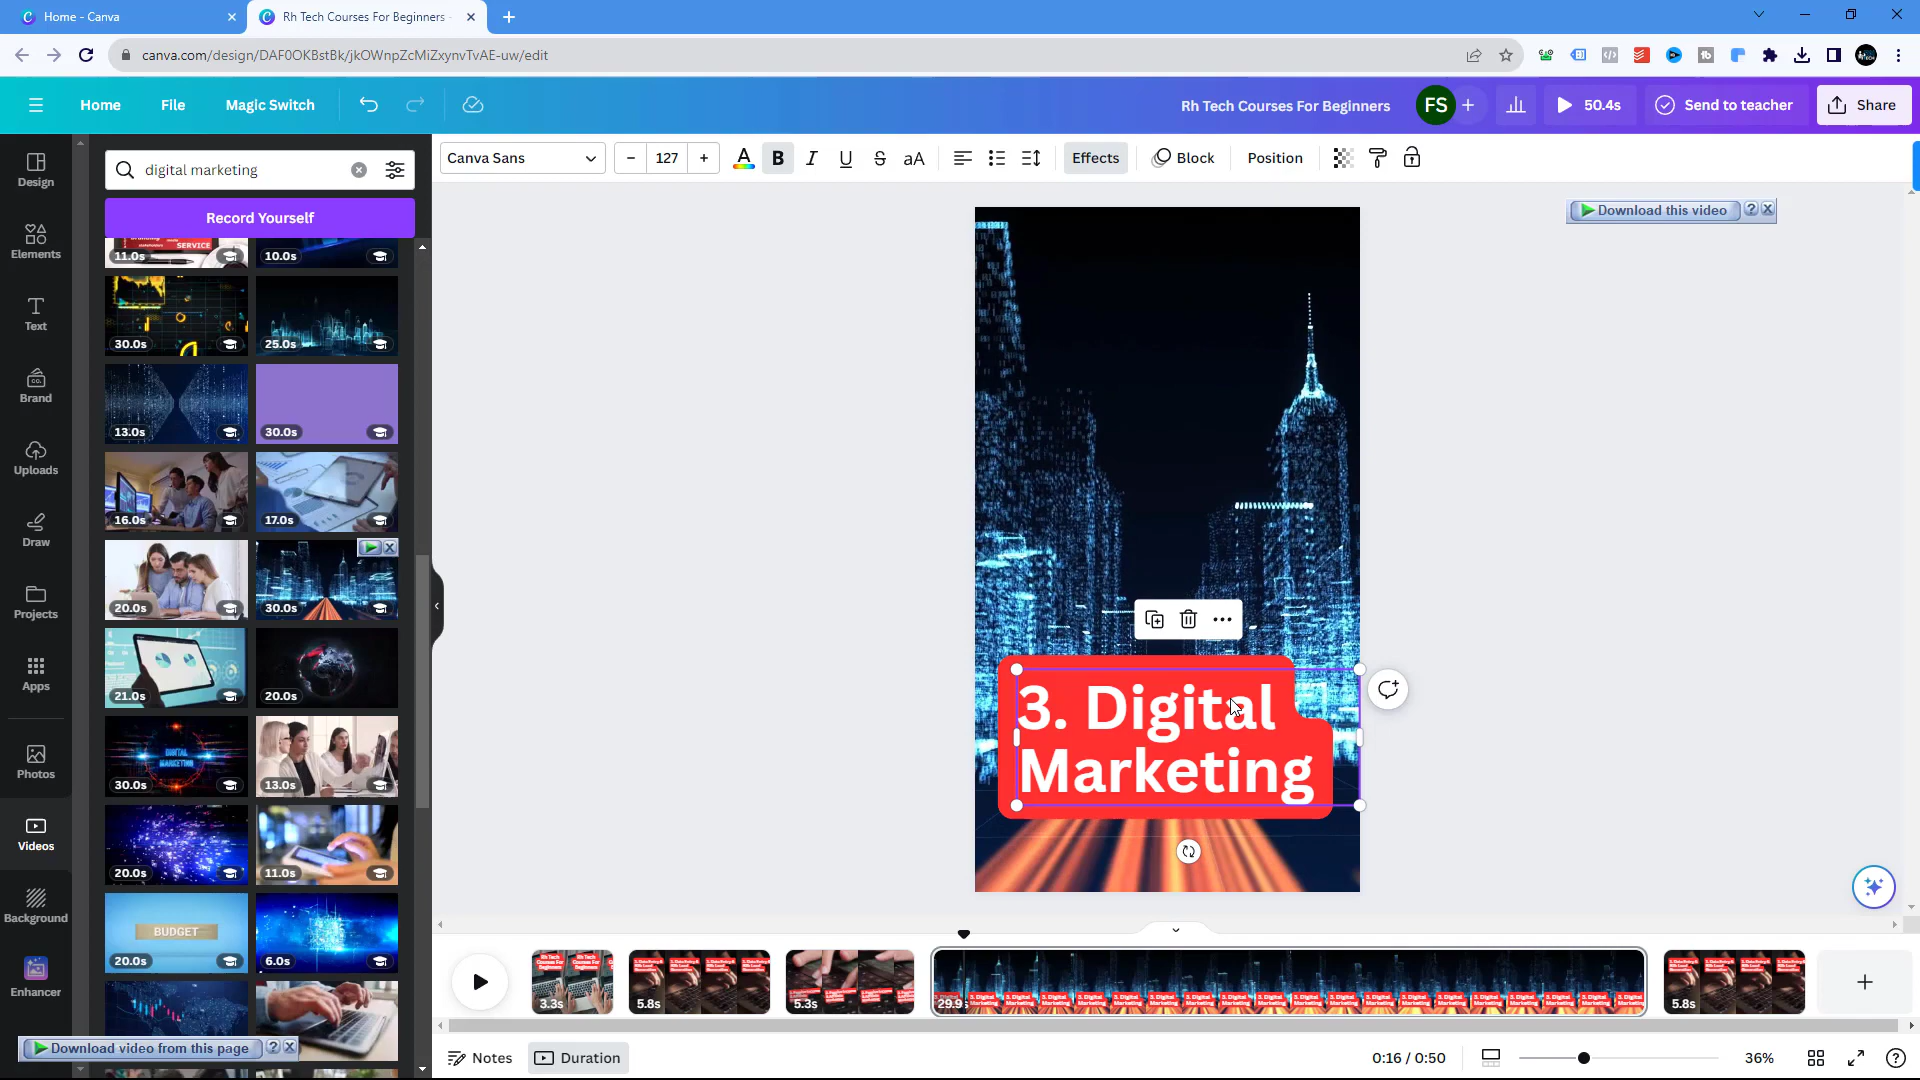 Home - Canva
Rh Tech Courses For Beginners -
canva.com/design/DAF0OKBstBk/jkOWnpZcMiZxynvTvAE-uw/edit
Home
File
Magic Switch
Rh Tech Courses For Beginners
FS
50.4s
Send to teacher
Share
digital marketing
Record Yourself
Canva Sans
127
aA
Effects
Block
Position
Download this video
Design
Elements
Text
Brand
Uploads
Draw
Projects
Apps
Photos
Videos
Background
Enhancer
SERVICE
11.0s
10.0s
30.0s
25.0s
13.0s
30.0s
16.0s
17.0s
20.0s
30.0s
21.0s
20.0s
DIGITAL
MARKETING
30.0s
13.0s
20.0s
11.0s
BUDGET
20.0s
6.0s
Download video from this page
3. Digital
Marketing
3.3s
5.8s
5.3s
29.9s
5.8s
Notes
Duration
0:16 / 0:50
36%